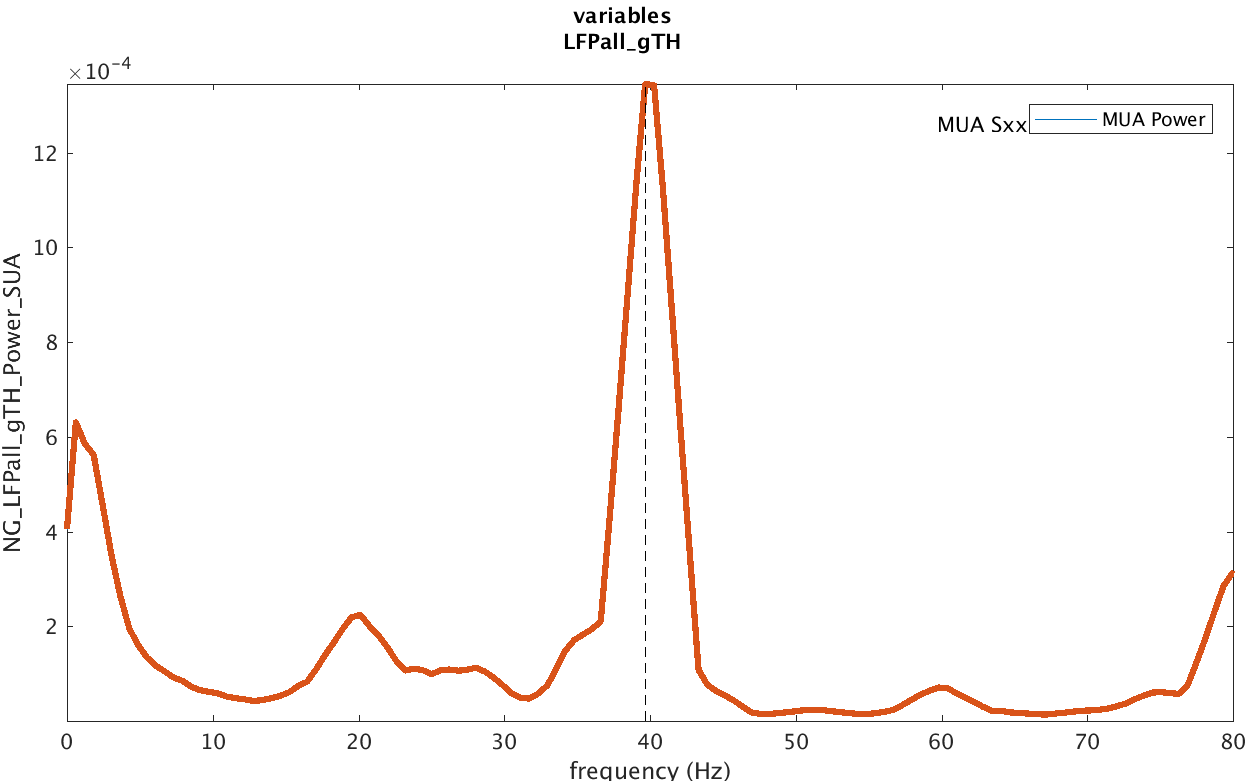 variables
LFPall_gTH
×10⁻⁴
MUA Sxx
MUA Power
12
10
8
6
4
2
NG_LFPall_gTH_Power_SUA
0 10 20 30 40 50 60 70 80
frequency (Hz)